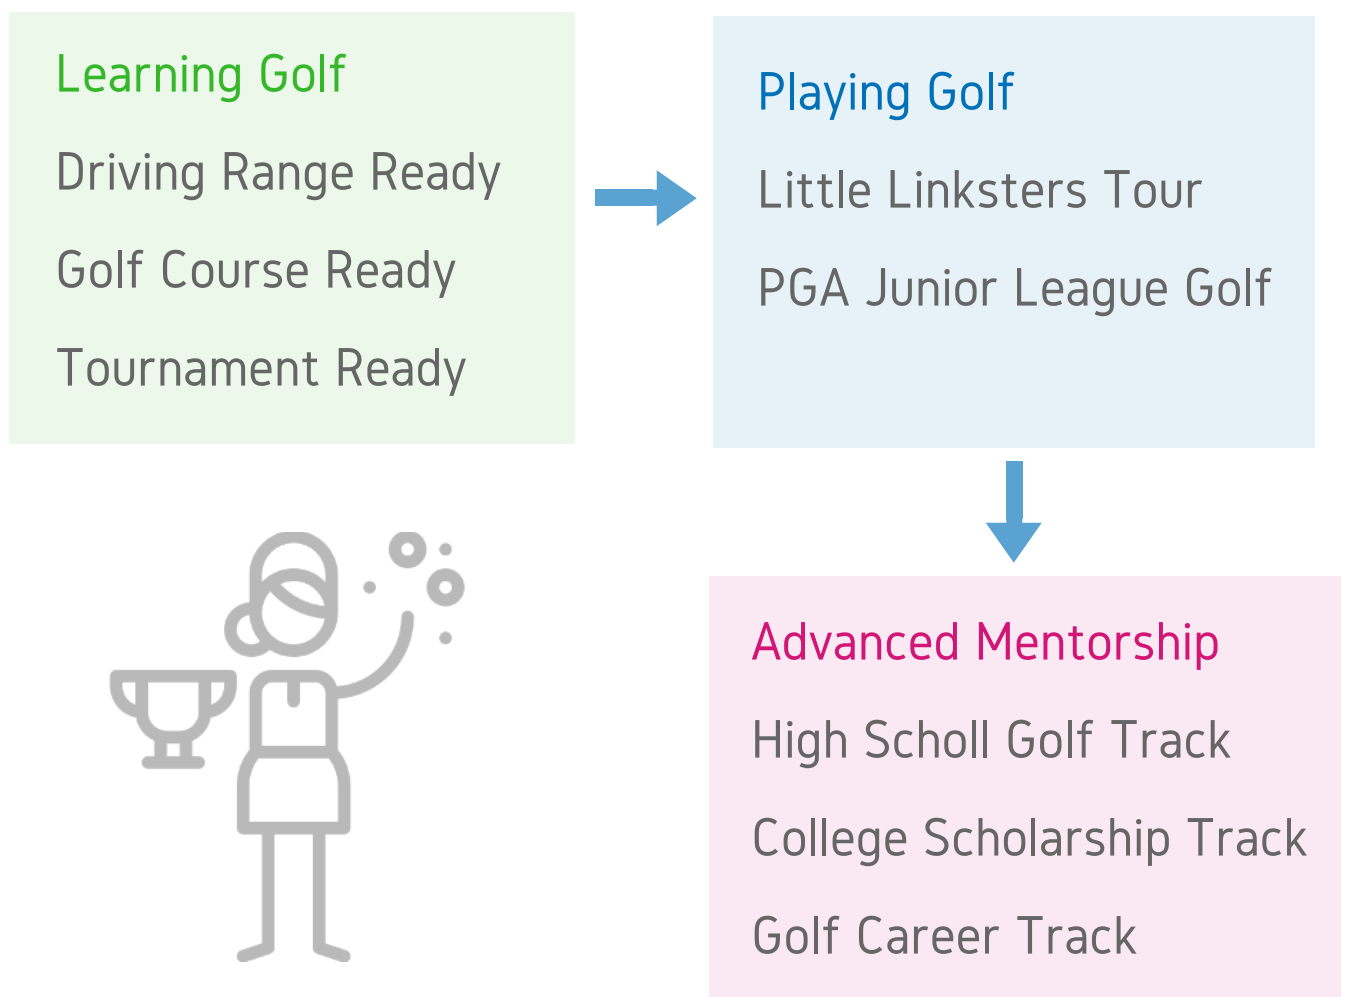 Learning Golf
Driving Range Ready
Golf Course Ready
Tournament Ready
Playing Golf
Little Linksters Tour
PGA Junior League Golf
Advanced Mentorship
High Scholl Golf Track
College Scholarship Track
Golf Career Track